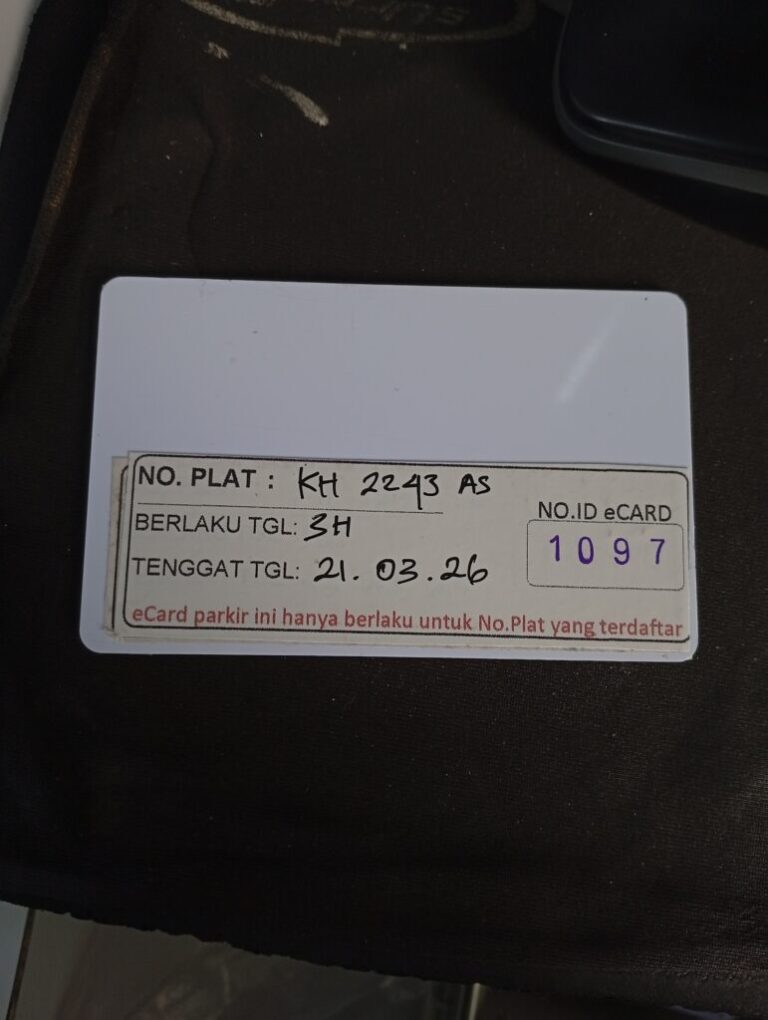 NO. PLAT : KH 2243 AS
BERLAKU TGL: 3H
NO.ID eCARD
1097
TENGGAT TGL: 21.03.26
eCard parkir ini hanya berlaku untuk No.Plat yang terdaftar